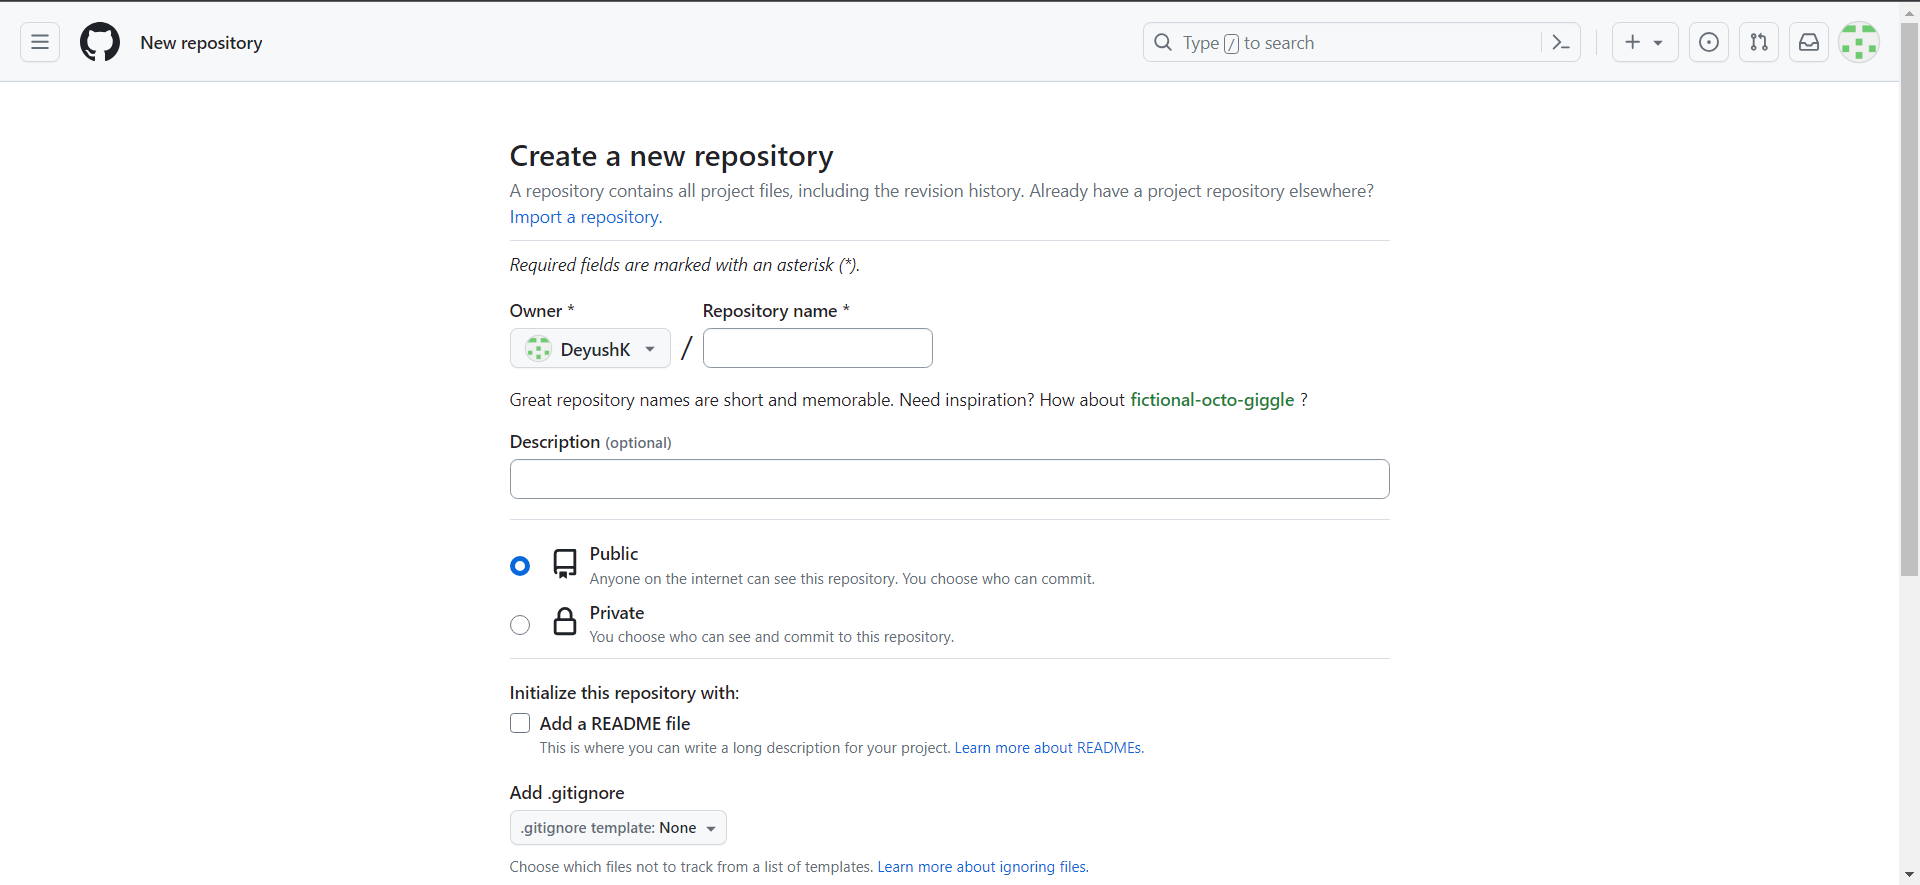 New repository
Type / to search
Create a new repository
A repository contains all project files, including the revision history. Already have a project repository elsewhere?
Import a repository.
Required fields are marked with an asterisk (*).
Owner *
Repository name *
DeyushK
/
Great repository names are short and memorable. Need inspiration? How about fictional-octo-giggle ?
Description (optional)
Public
Anyone on the internet can see this repository. You choose who can commit.
Private
You choose who can see and commit to this repository.
Initialize this repository with:
Add a README file
This is where you can write a long description for your project. Learn more about READMEs.
Add .gitignore
.gitignore template: None
Choose which files not to track from a list of templates. Learn more about ignoring files.